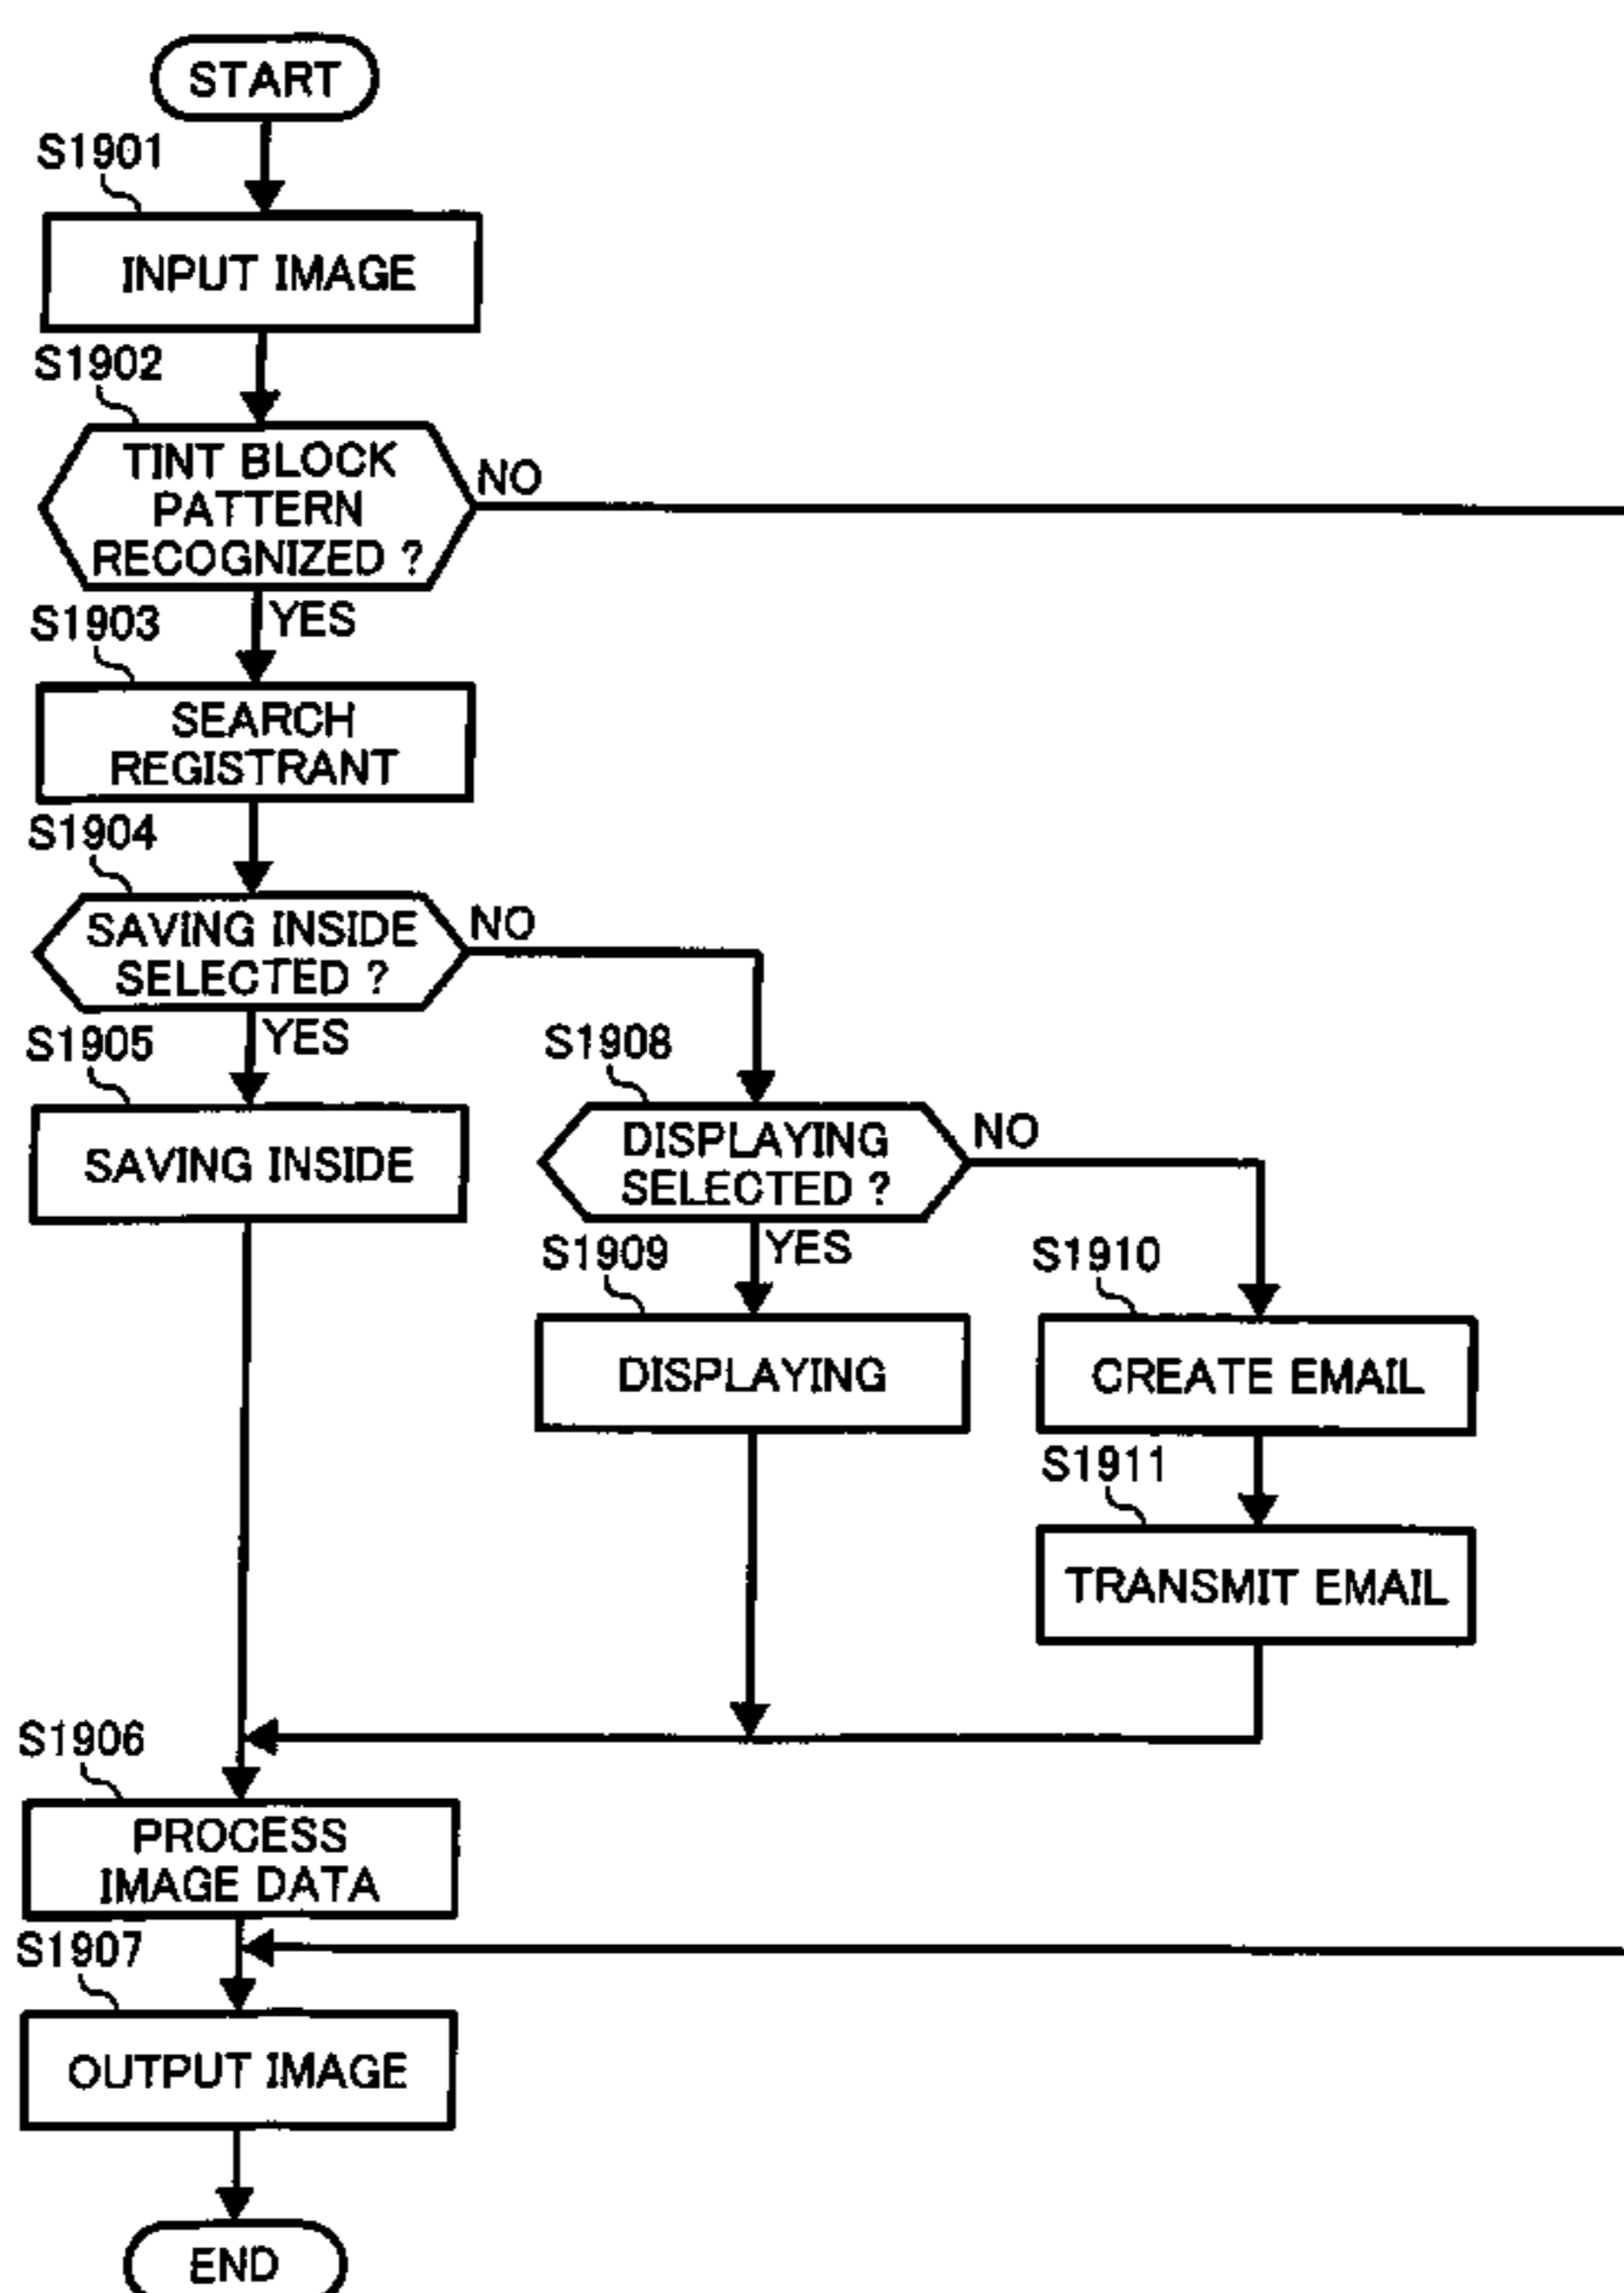 START
S1901
INPUT IMAGE
S1902
TINT BLOCK
PATTERN
RECOGNIZED ?
NO
YES
S1903
SEARCH
REGISTRANT
S1904
SAVING INSIDE
SELECTED ?
NO
YES
S1905
SAVING INSIDE
S1908
DISPLAYING
SELECTED ?
NO
YES
S1909
DISPLAYING
S1910
CREATE EMAIL
S1911
TRANSMIT EMAIL
S1906
PROCESS
IMAGE DATA
S1907
OUTPUT IMAGE
END